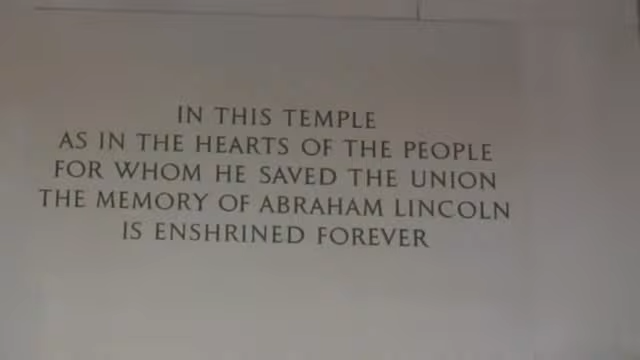 IN THIS TEMPLE
AS IN THE HEARTS OF THE PEOPLE
FOR WHOM HE SAVED THE UNION
THE MEMORY OF ABRAHAM LINCOLN
IS ENSHRINED FOREVER